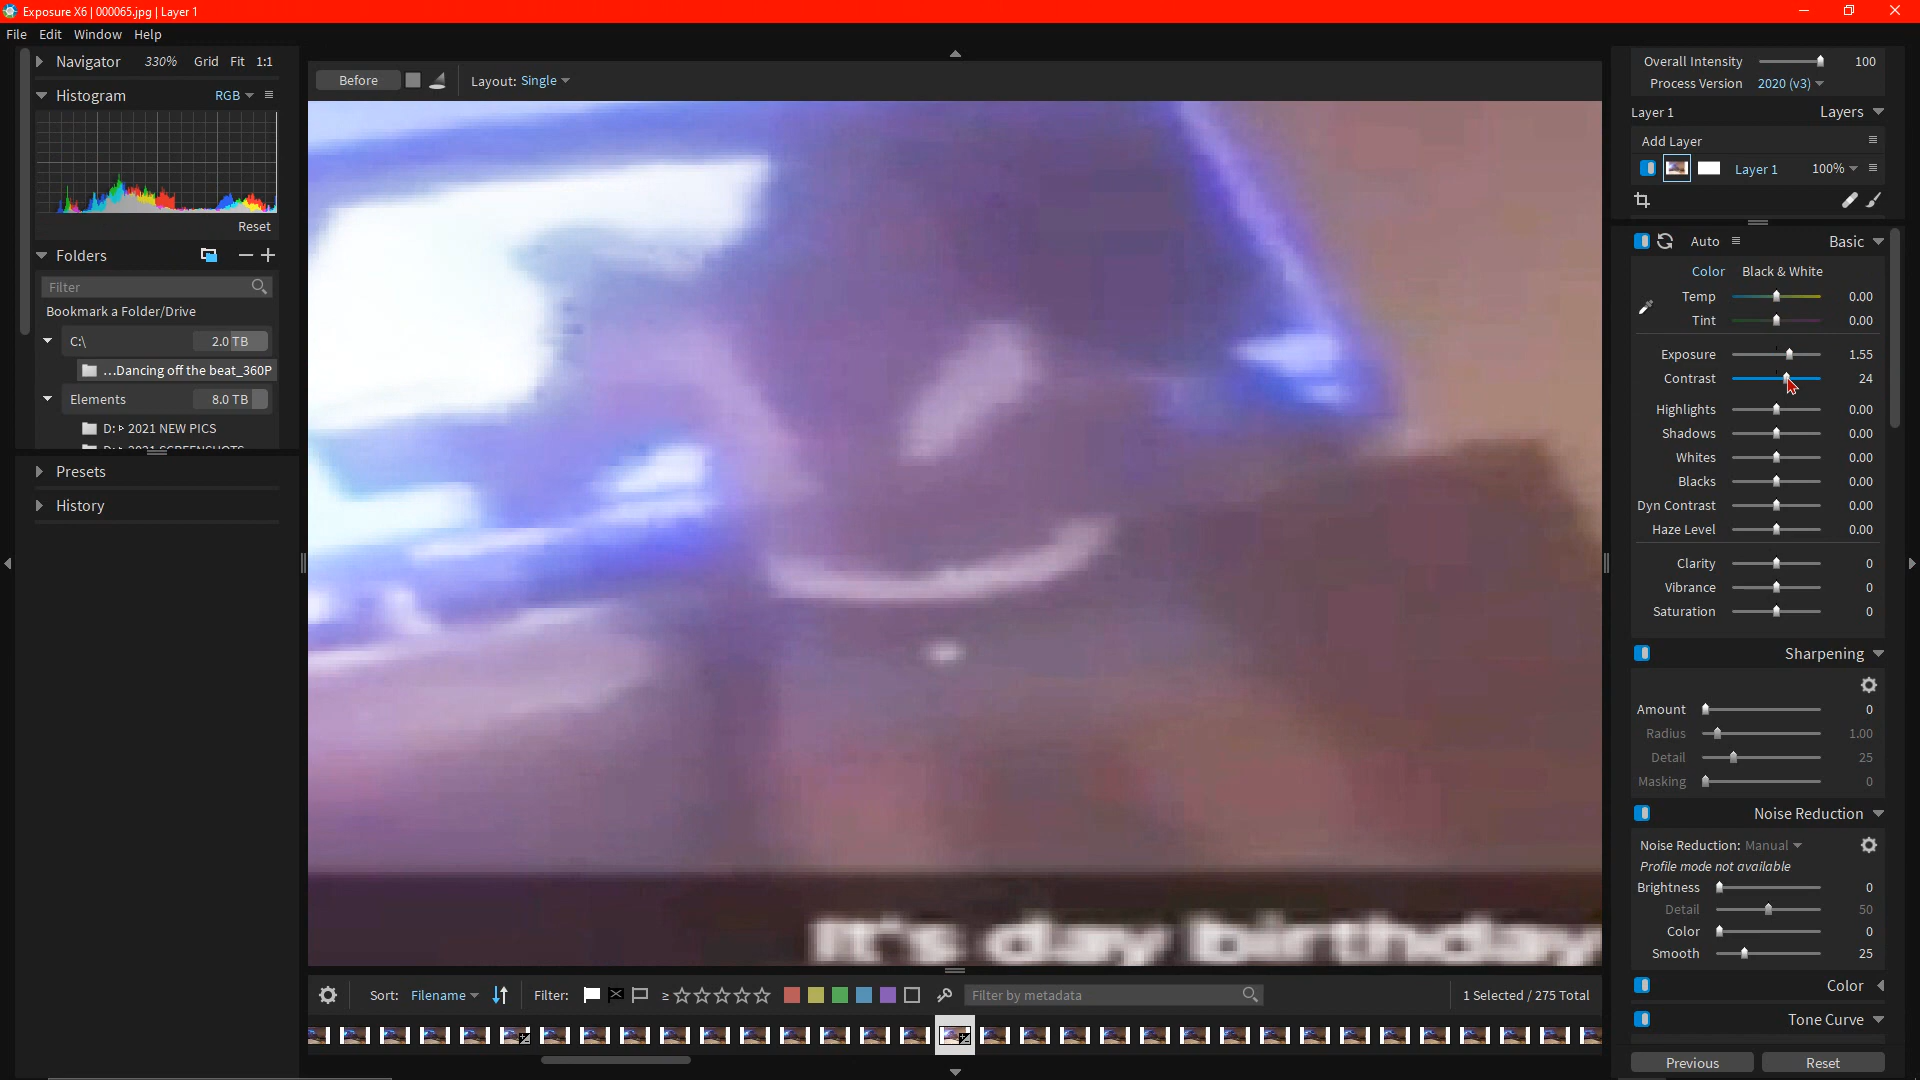 Exposure X6 | 000065.jpg | Layer 1
File Edit Window Help
Navigator 330% Grid Fit 1:1
Histogram RGB
Reset
Folders
Filter
Bookmark a Folder/Drive
C:\ 2.0 TB
...Dancing off the beat_360P
Elements 8.0 TB
D: ▸ 2021 NEW PICS
D: ▸ 2021 SCREENSHOTS
Presets
History
Before Layout: Single
It's day birthday
Sort: Filename Filter: ≥ Filter by metadata 1 Selected / 275 Total
Overall Intensity 100
Process Version 2020 (v3)
Layer 1 Layers
Add Layer
Layer 1 100%
Auto Basic
Color Black & White
Temp 0.00
Tint 0.00
Exposure 1.55
Contrast 24
Highlights 0.00
Shadows 0.00
Whites 0.00
Blacks 0.00
Dyn Contrast 0.00
Haze Level 0.00
Clarity 0
Vibrance 0
Saturation 0
Sharpening
Amount 0
Radius 1.00
Detail 25
Masking 0
Noise Reduction
Noise Reduction: Manual
Profile mode not available
Brightness 0
Detail 50
Color 0
Smooth 25
Color
Tone Curve
Previous Reset